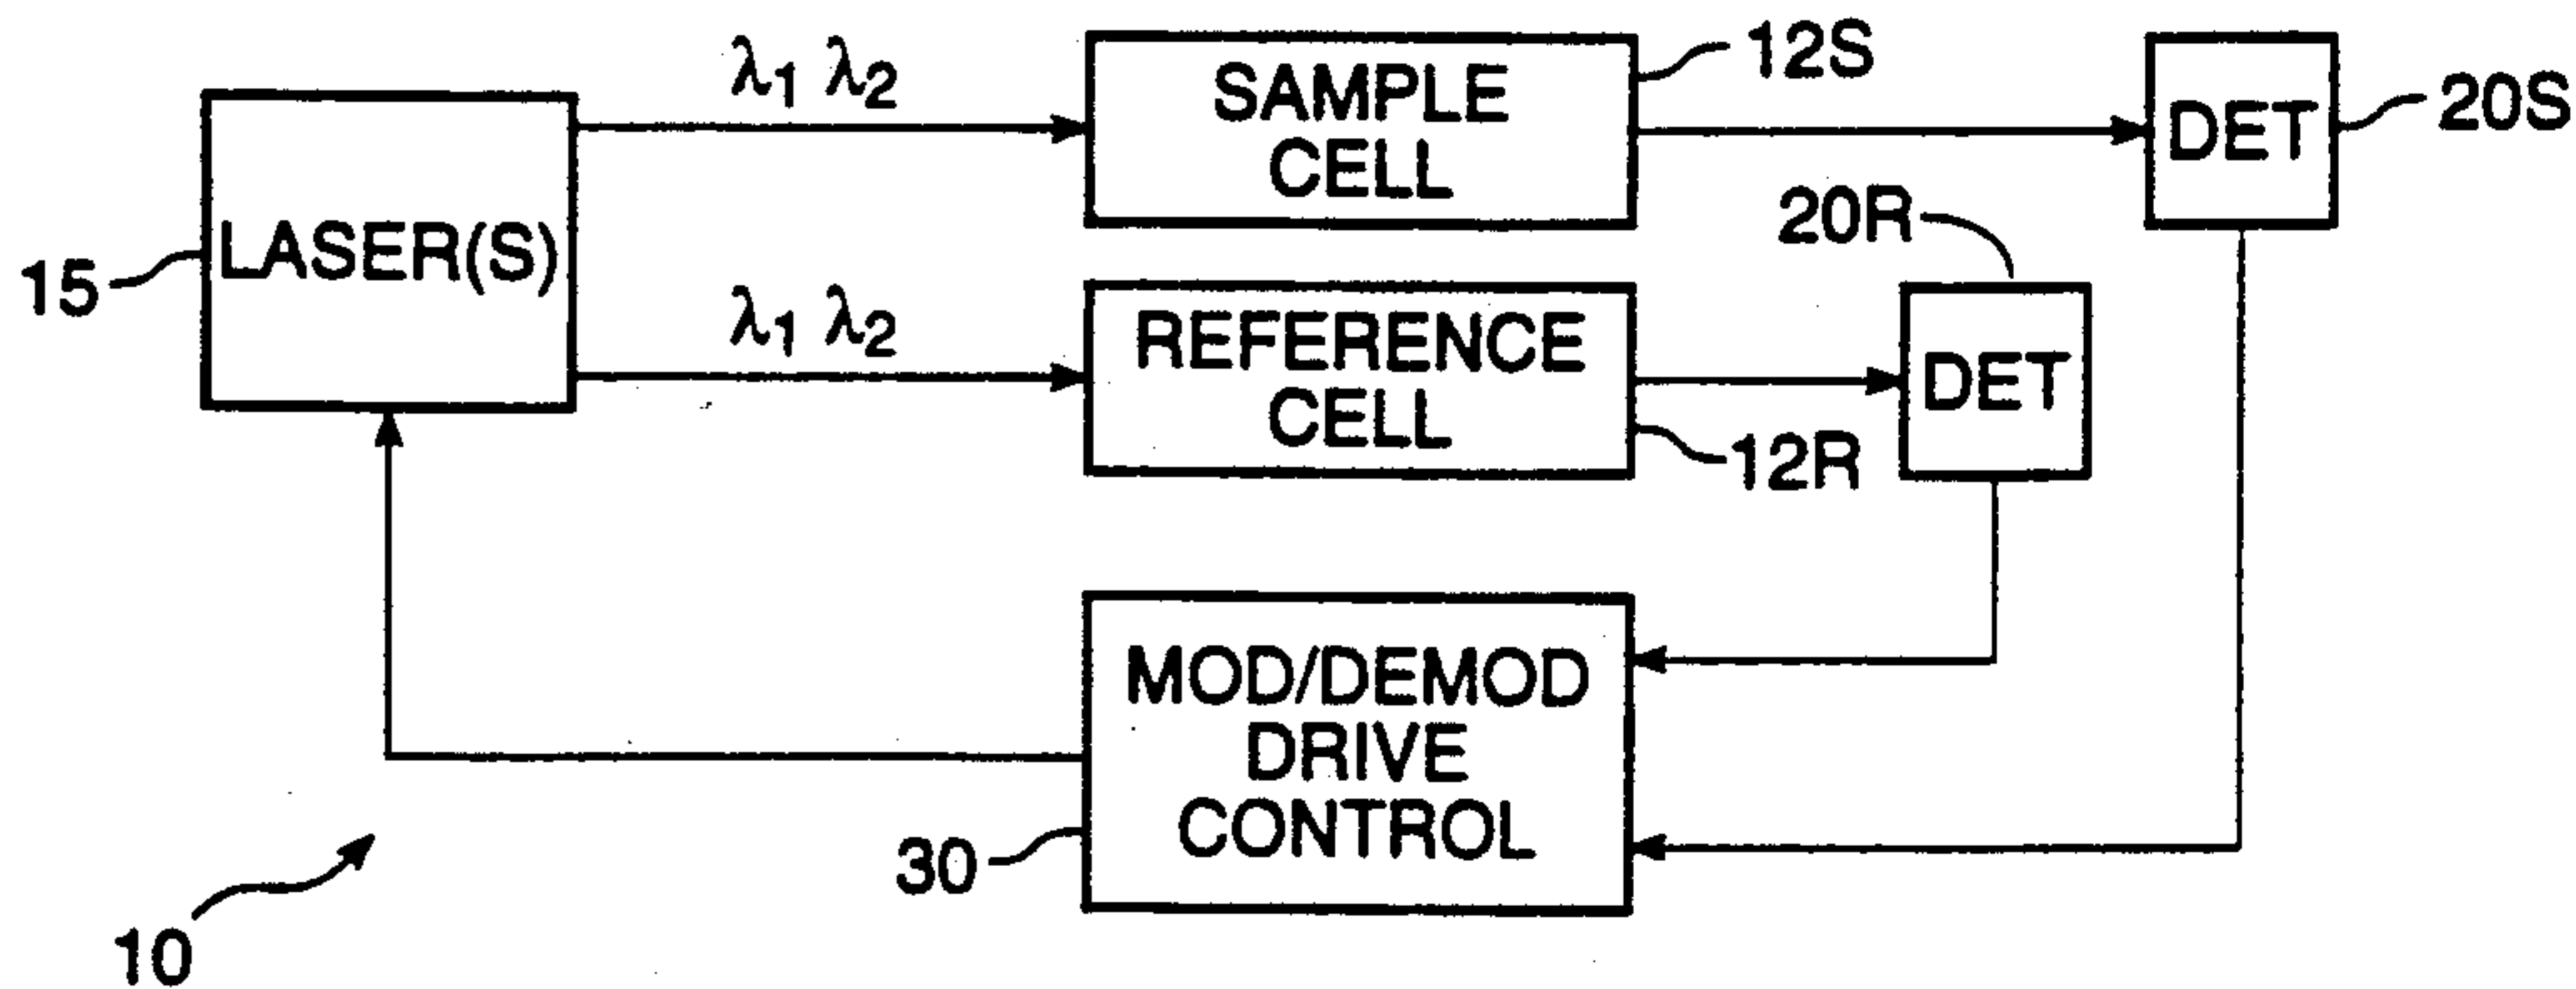 λ1 λ2
SAMPLE
CELL
12S
DET
20S
15
LASER(S)
20R
λ1 λ2
REFERENCE
CELL
12R
DET
MOD/DEMOD
DRIVE
CONTROL
30
10